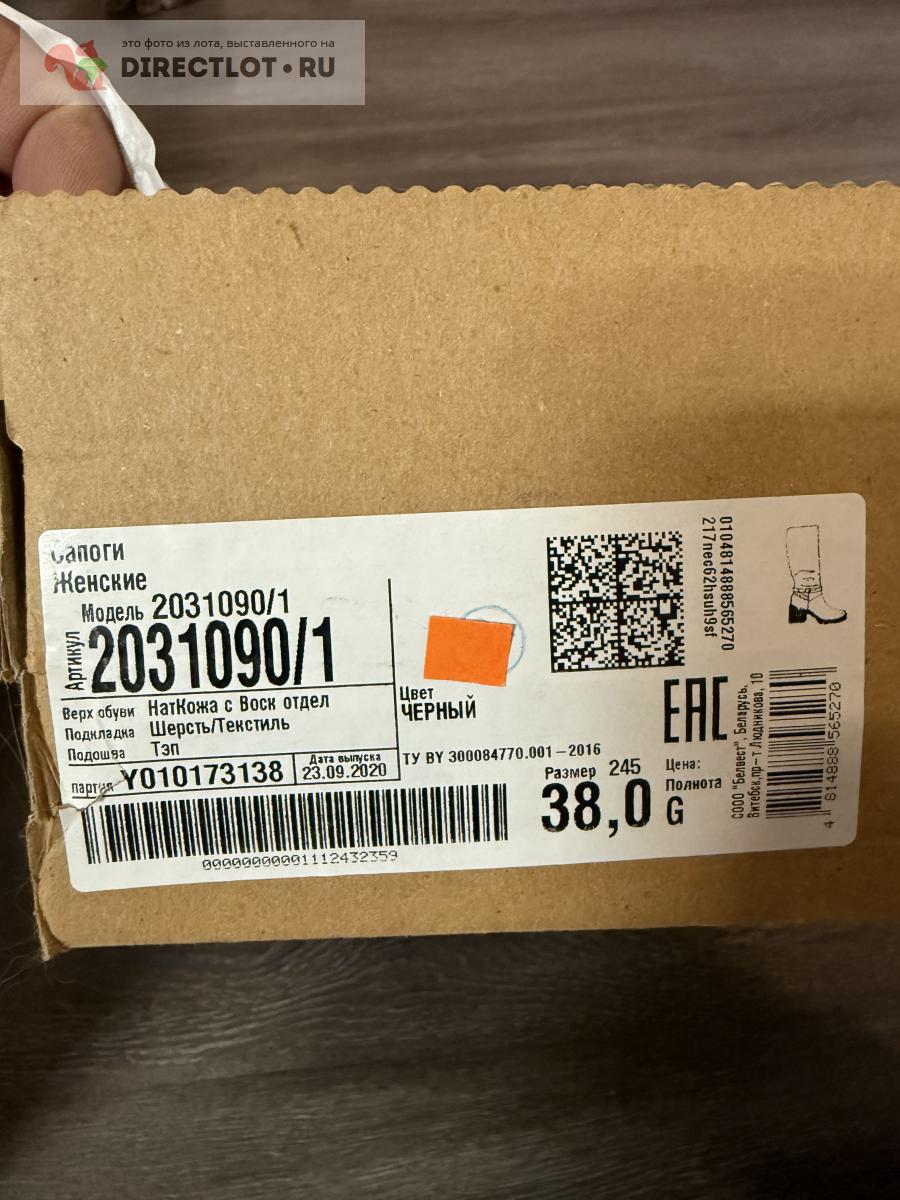 это фото из лота, выставленного на
DIRECTLOT•RU
Сапоги
Женские
Модель 2031090/1
Артикул 2031090/1
Верх обуви НатКожа с Воск отдел
Подкладка Шерсть/Текстиль
Подошва Тэп
партия Y010173138
Дата выпуска
23.09.2020
00000000001112432359
Цвет
ЧЕРНЫЙ
ТУ BY 300084770.001-2016
Размер 245
38,0
Цена:
Полнота
G
EAC
0104814888565270
217nec62hsuh9sf
СООО "Белвест", Беларусь,
Витебск,пр-т Людникова, 10
4 814888 565270